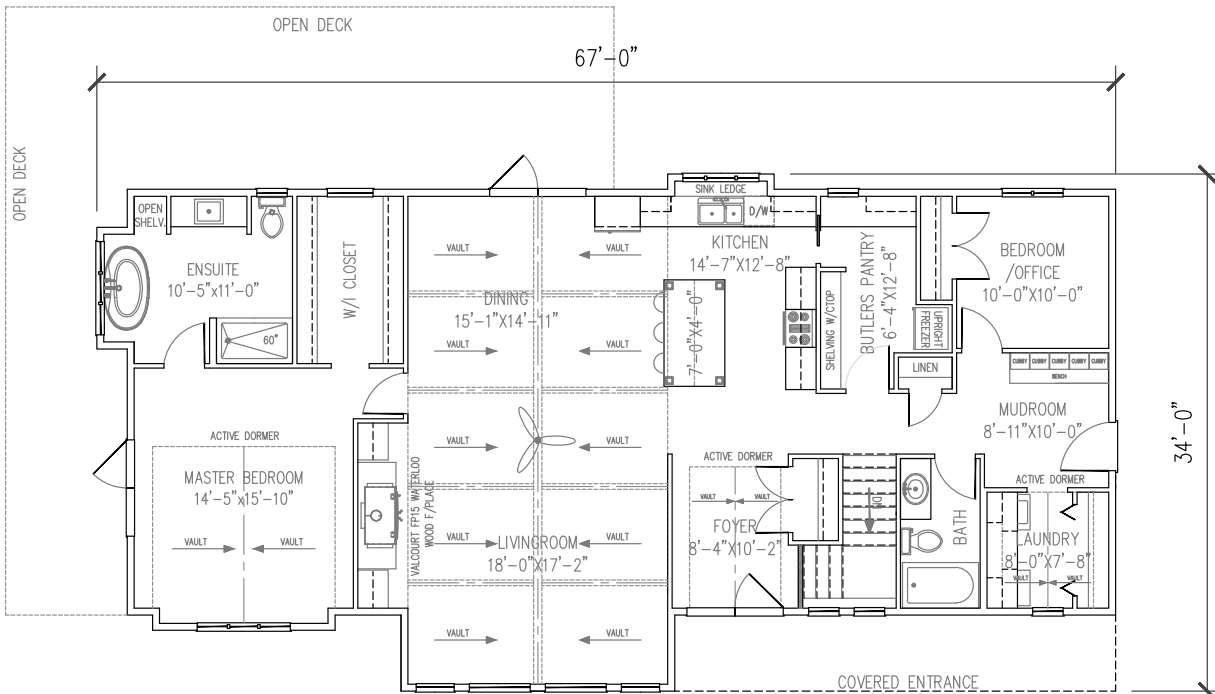 OPEN DECK
67'-0"
OPEN DECK
SINK LEDGE
OPEN
SHELV.
D/W
ENSUITE
10'-5"x11'-0"
W/I CLOSET
VAULT
VAULT
KITCHEN
14'-7"X12'-8"
BUTLERS PANTRY
6'-4"X12'-8"
BEDROOM
/OFFICE
10'-0"X10'-0"
DINING
15'-1"X14'-11"
7'-0"X4'-0"
SHELVING W/CTOP
UPRIGHT
FREEZER
60"
VAULT
VAULT
LINEN
CUBBY
CUBBY
CUBBY
CUBBY
CUBBY
BENCH
MUDROOM
8'-11"X10'-0"
34'-0"
ACTIVE DORMER
VAULT
VAULT
ACTIVE DORMER
MASTER BEDROOM
14'-5"x15'-10"
VALCOURT FP15 WATERLOO
WOOD F/PLACE
ACTIVE DORMER
VAULT
VAULT
DN
FOYER
8'-4"X10'-2"
BATH
LAUNDRY
8'-0"X7'-8"
VAULT
VAULT
VAULT
VAULT
LIVINGROOM
18'-0"X17'-2"
VAULT
VAULT
VAULT
VAULT
COVERED ENTRANCE